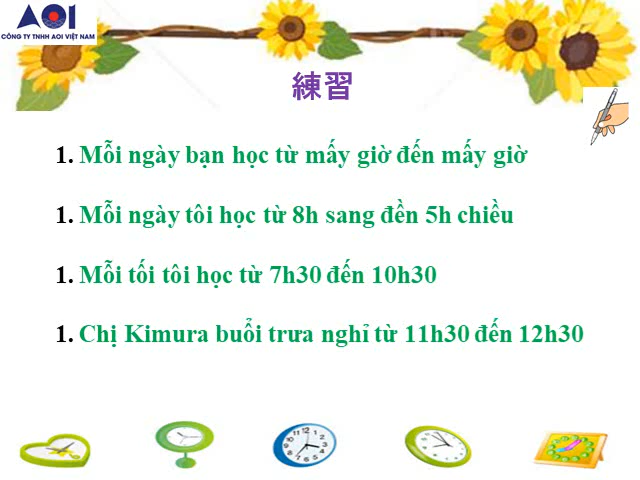 AOI
CÔNG TY TNHH AOI VIỆT NAM
練習
1. Mỗi ngày bạn học từ mấy giờ đến mấy giờ
1. Mỗi ngày tôi học từ 8h sang đền 5h chiều
1. Mỗi tối tôi học từ 7h30 đến 10h30
1. Chị Kimura buổi trưa nghỉ từ 11h30 đến 12h30